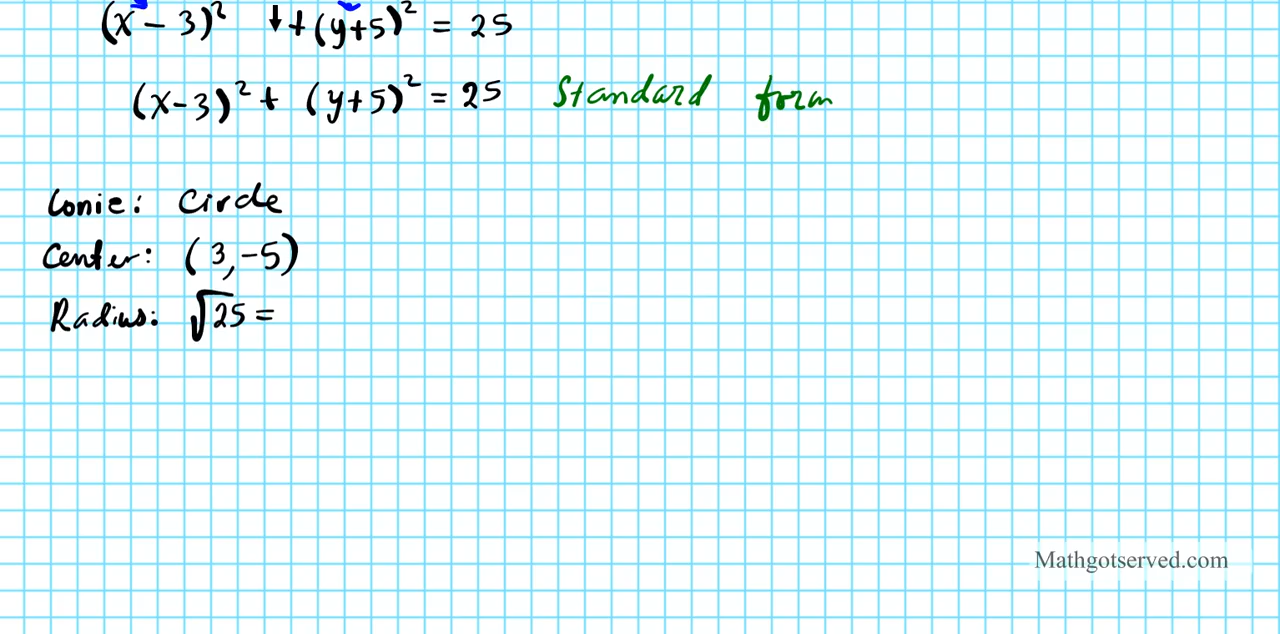 (x - 3)² ↓+(y+5)² = 25
(x-3)² + (y+5)² = 25 Standard form
Conic: Circle
Center: (3,-5)
Radius: √25 =
Mathgotserved.com